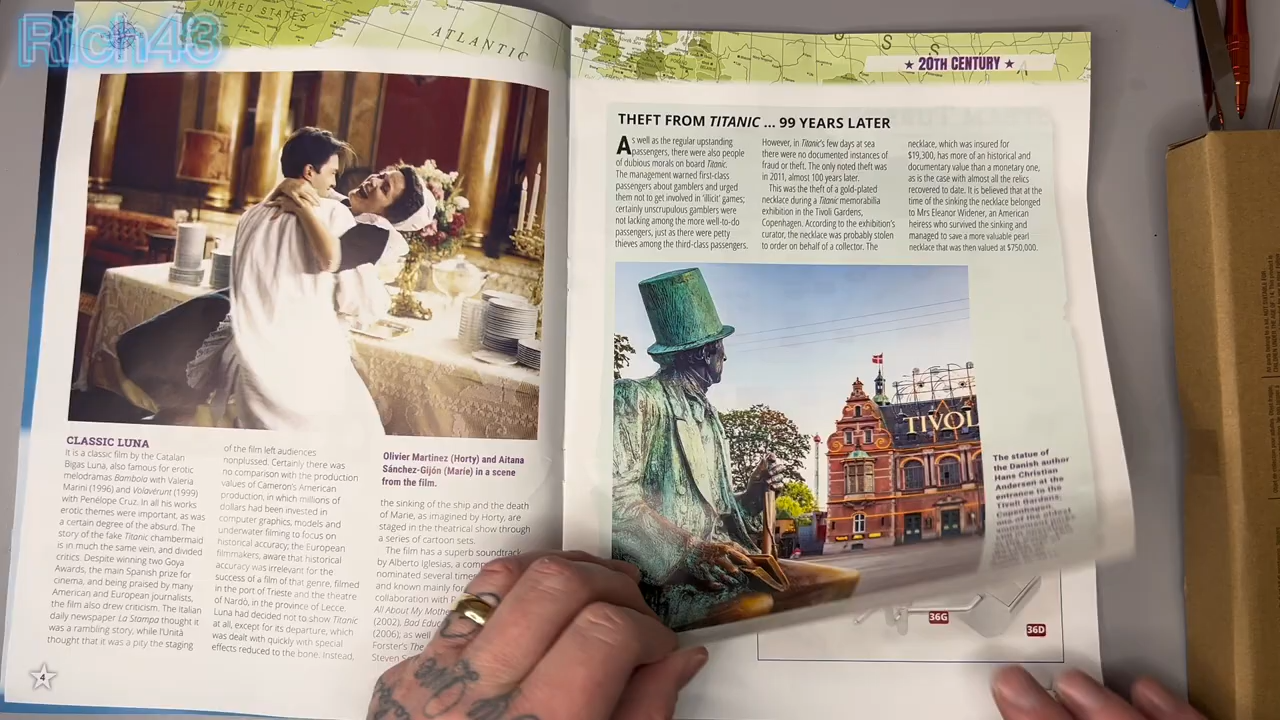 Rich43
UNITED STATES
ATLANTIC
★ 20TH CENTURY ★
CLASSIC LUNA
It is a classic film by the Catalan
Bigas Luna, also famous for erotic
works Bambola with Valeria
Marini (1996) and Volavérunt (1999)
with Penélope Cruz. In all his works
erotic themes were important, as was
a certain degree of the absurd. The
story of the fake Titanic chambermaid
is in much the same vein, and divided
critics. Despite winning two Goya
Awards, the main Spanish prize for
cinema, and being praised by many
American and European journalists,
the film also drew criticism. The Italian
daily newspaper La Stampa thought it
was a rambling story, while l'Unità
thought that it was a pity the staging
of the film left audiences
nonplussed. Certainly there was
no comparison with the production
values of Cameron's American
production, in which millions of
dollars had been invested in
computer graphics, models and
underwater filming to focus on
historical accuracy; the European
filmmakers, aware that historical
accuracy was irrelevant for the
success of a film of that genre, filmed
in the port of Trieste and the theatre
of Nardò, in the province of Lecce.
Luna had decided not to show Titanic
at all, except for its departure, which
was dealt with quickly with special
effects reduced to the bone. Instead,
Olivier Martinez (Horty) and Aitana
Sánchez-Gijón (Marie) in a scene
from the film.
the sinking of the ship and the death
of Marie, as imagined by Horty, are
staged in the theatrical show through
a series of cartoon sets.
The film has a superb soundtrack
by Alberto Iglesias, a
nominated several
and known mainly
collaboration with
All About My
(2002), Bad
(2006); as well
Forster's The
Steven
4
THEFT FROM TITANIC ... 99 YEARS LATER
As well as the regular upstanding
passengers, there were also people
of dubious morals on board Titanic.
The management warned first-class
passengers about gamblers and urged
them not to get involved in 'illicit' games;
certainly unscrupulous gamblers were
not lacking among the more well-to-do
passengers, just as there were petty
thieves among the third-class passengers.
However, in Titanic's few days at sea
there were no documented instances of
fraud or theft. The only noted theft was
in 2011, almost 100 years later.
This was the theft of a gold-plated
necklace during a Titanic memorabilia
exhibition in the Tivoli Gardens,
Copenhagen. According to the exhibition's
curator, the necklace was probably stolen
to order on behalf of a collector. The
necklace, which was insured for
$19,300, has more of an historical and
documentary value than a monetary one,
as is the case with almost all the relics
recovered to date. It is believed that at the
time of the sinking the necklace belonged
to Mrs Eleanor Widener, an American
heiress who survived the sinking and
managed to save a more valuable pearl
necklace that was then valued at $750,000.
TIVOL
The statue of
the Danish author
Hans Christian
Andersen at the
entrance to the
Tivoli Gardens,
Copenhagen,
one of the oldest
36G
36D